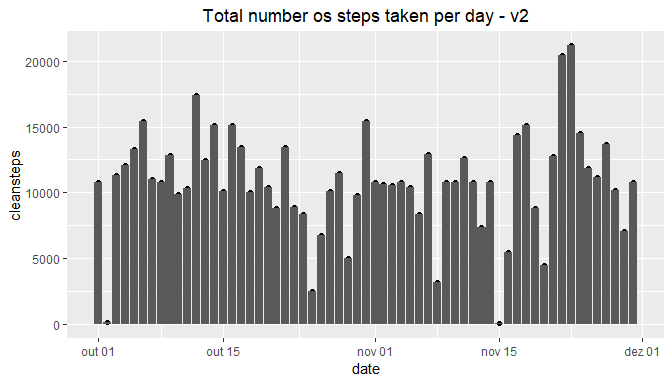 Total number os steps taken per day - v2
20000
15000
10000
5000
0
cleansteps
out 01
out 15
nov 01
nov 15
dez 01
date